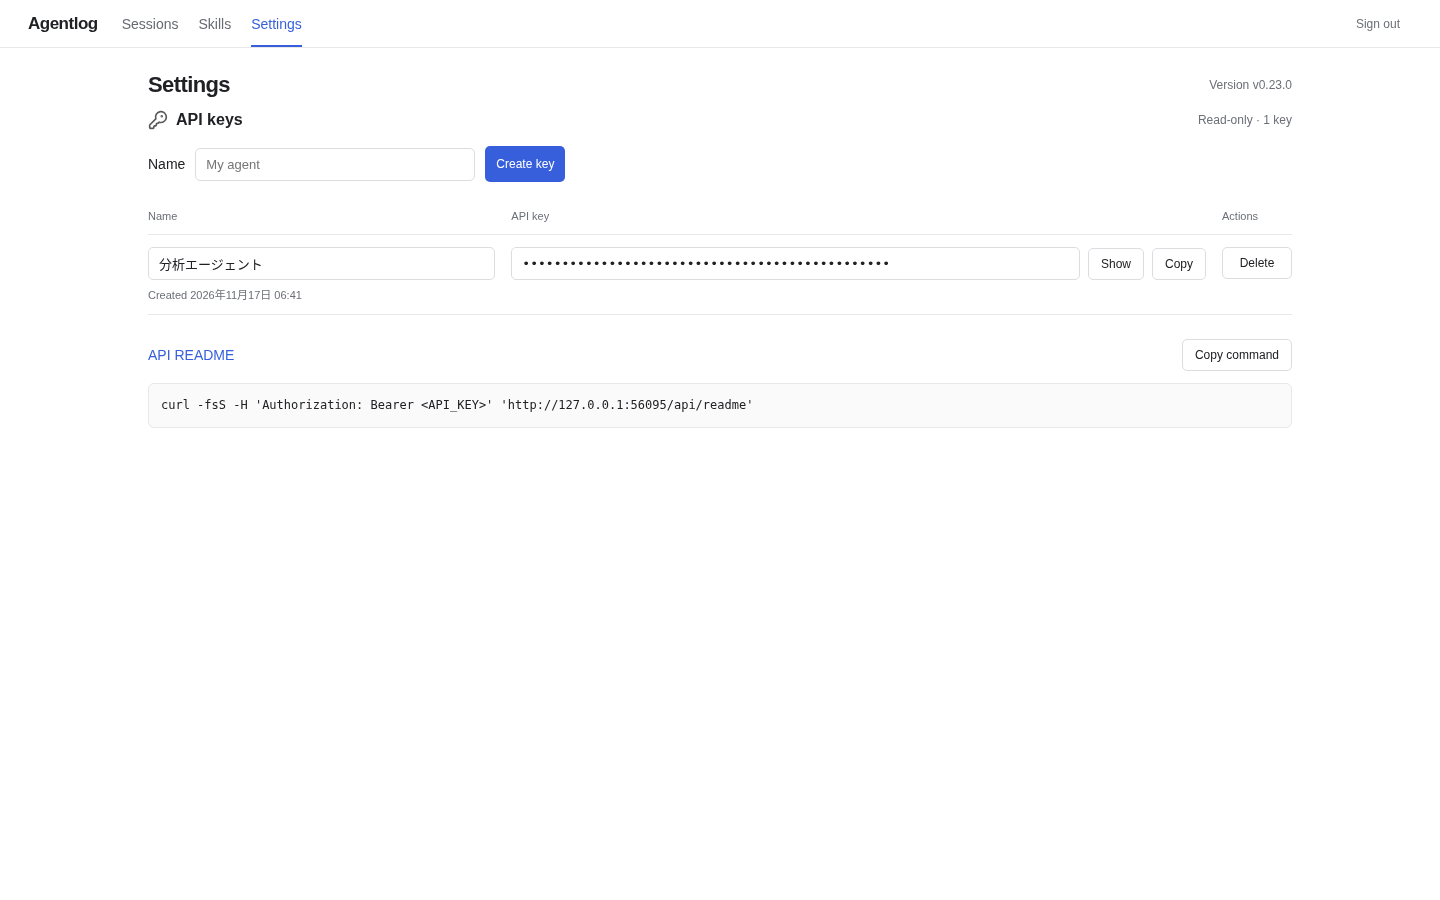 Agentlog Sessions Skills Settings Sign out
Settings Version v0.23.0
API keys Read-only · 1 key
Name My agent Create key
Name API key Actions
分析エージェント ••••••••••••••••••••••••••••••••••••••••••••••• Show Copy Delete
Created 2026年11月17日 06:41
API README Copy command
curl -fsS -H 'Authorization: Bearer <API_KEY>' 'http://127.0.0.1:56095/api/readme'